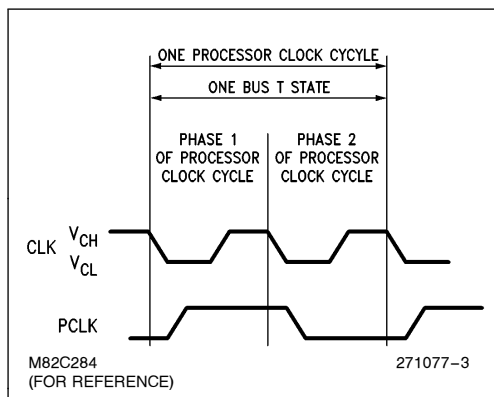 ONE PROCESSOR CLOCK CYCYLE
ONE BUS T STATE
PHASE 1 PHASE 2
OF PROCESSOR OF PROCESSOR
CLOCK CYCLE CLOCK CYCLE
CLK VCH
VCL
PCLK
M82C284 271077–3
(FOR REFERENCE)